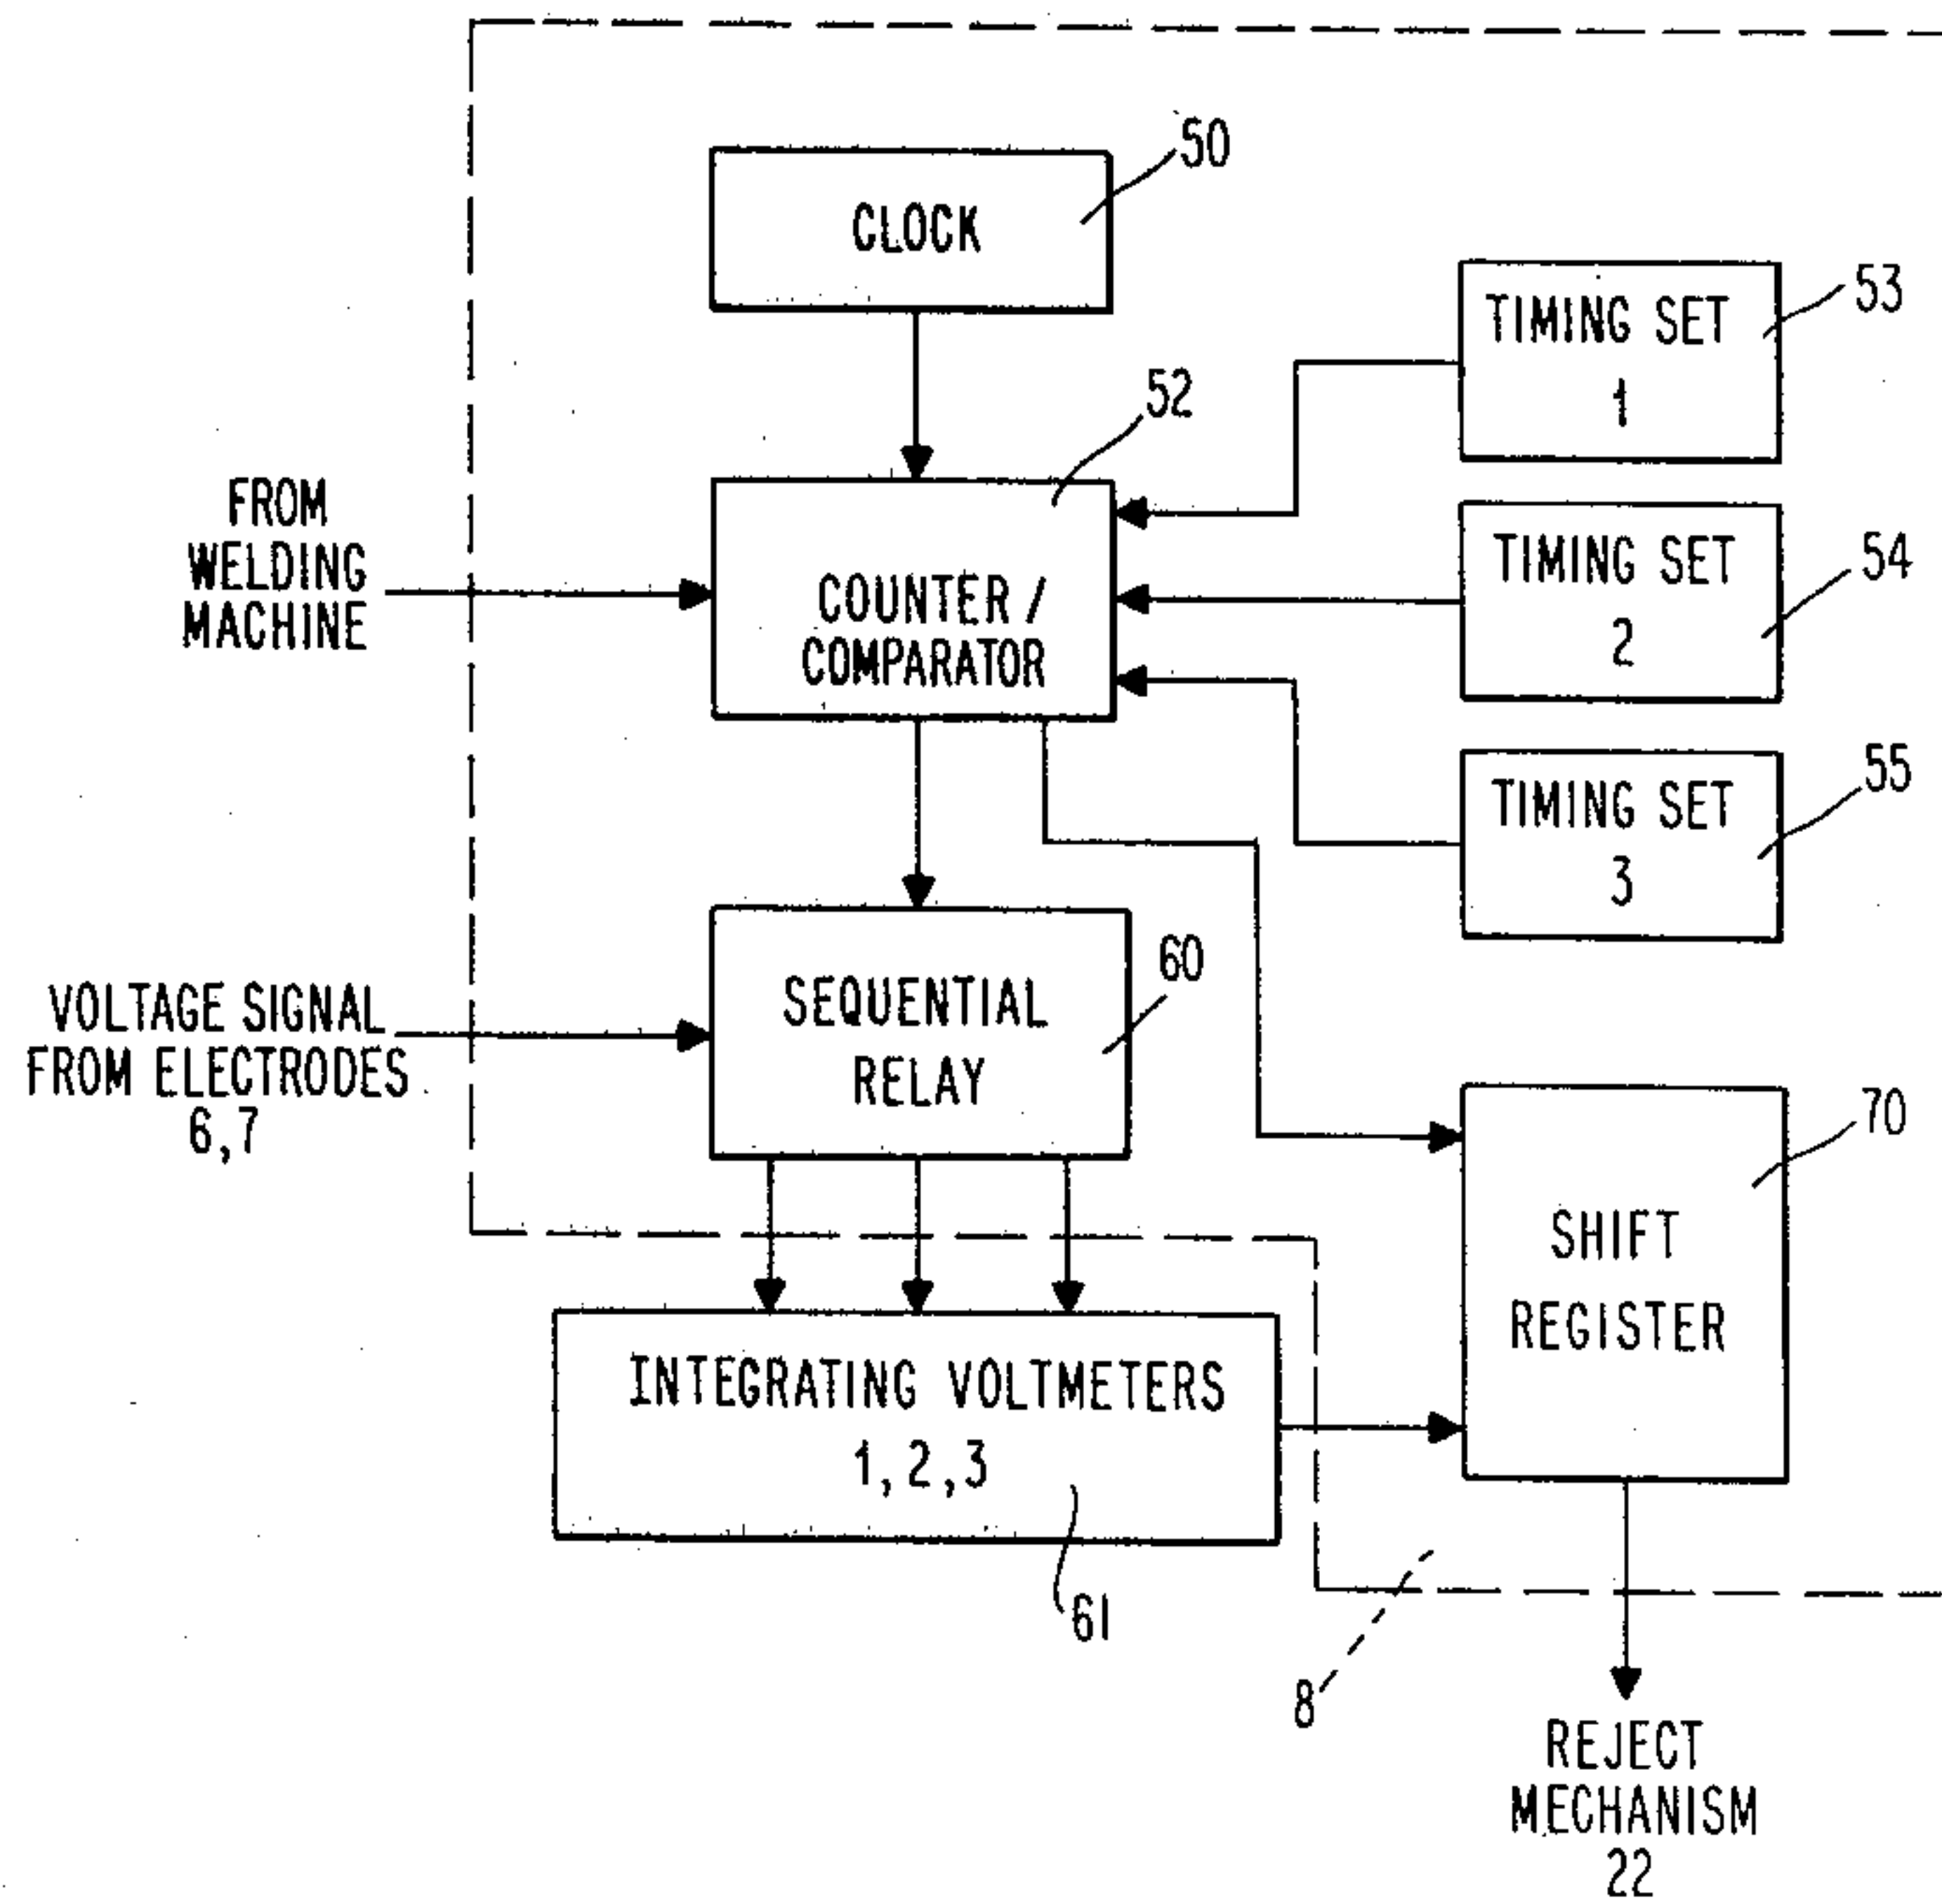 50
CLOCK
53
TIMING SET
1
52
FROM
WELDING
MACHINE
COUNTER /
COMPARATOR
54
TIMING SET
2
55
TIMING SET
3
60
SEQUENTIAL
RELAY
VOLTAGE SIGNAL
FROM ELECTRODES
6,7
70
SHIFT
REGISTER
INTEGRATING VOLTMETERS
1,2,3
61
8
REJECT
MECHANISM
22